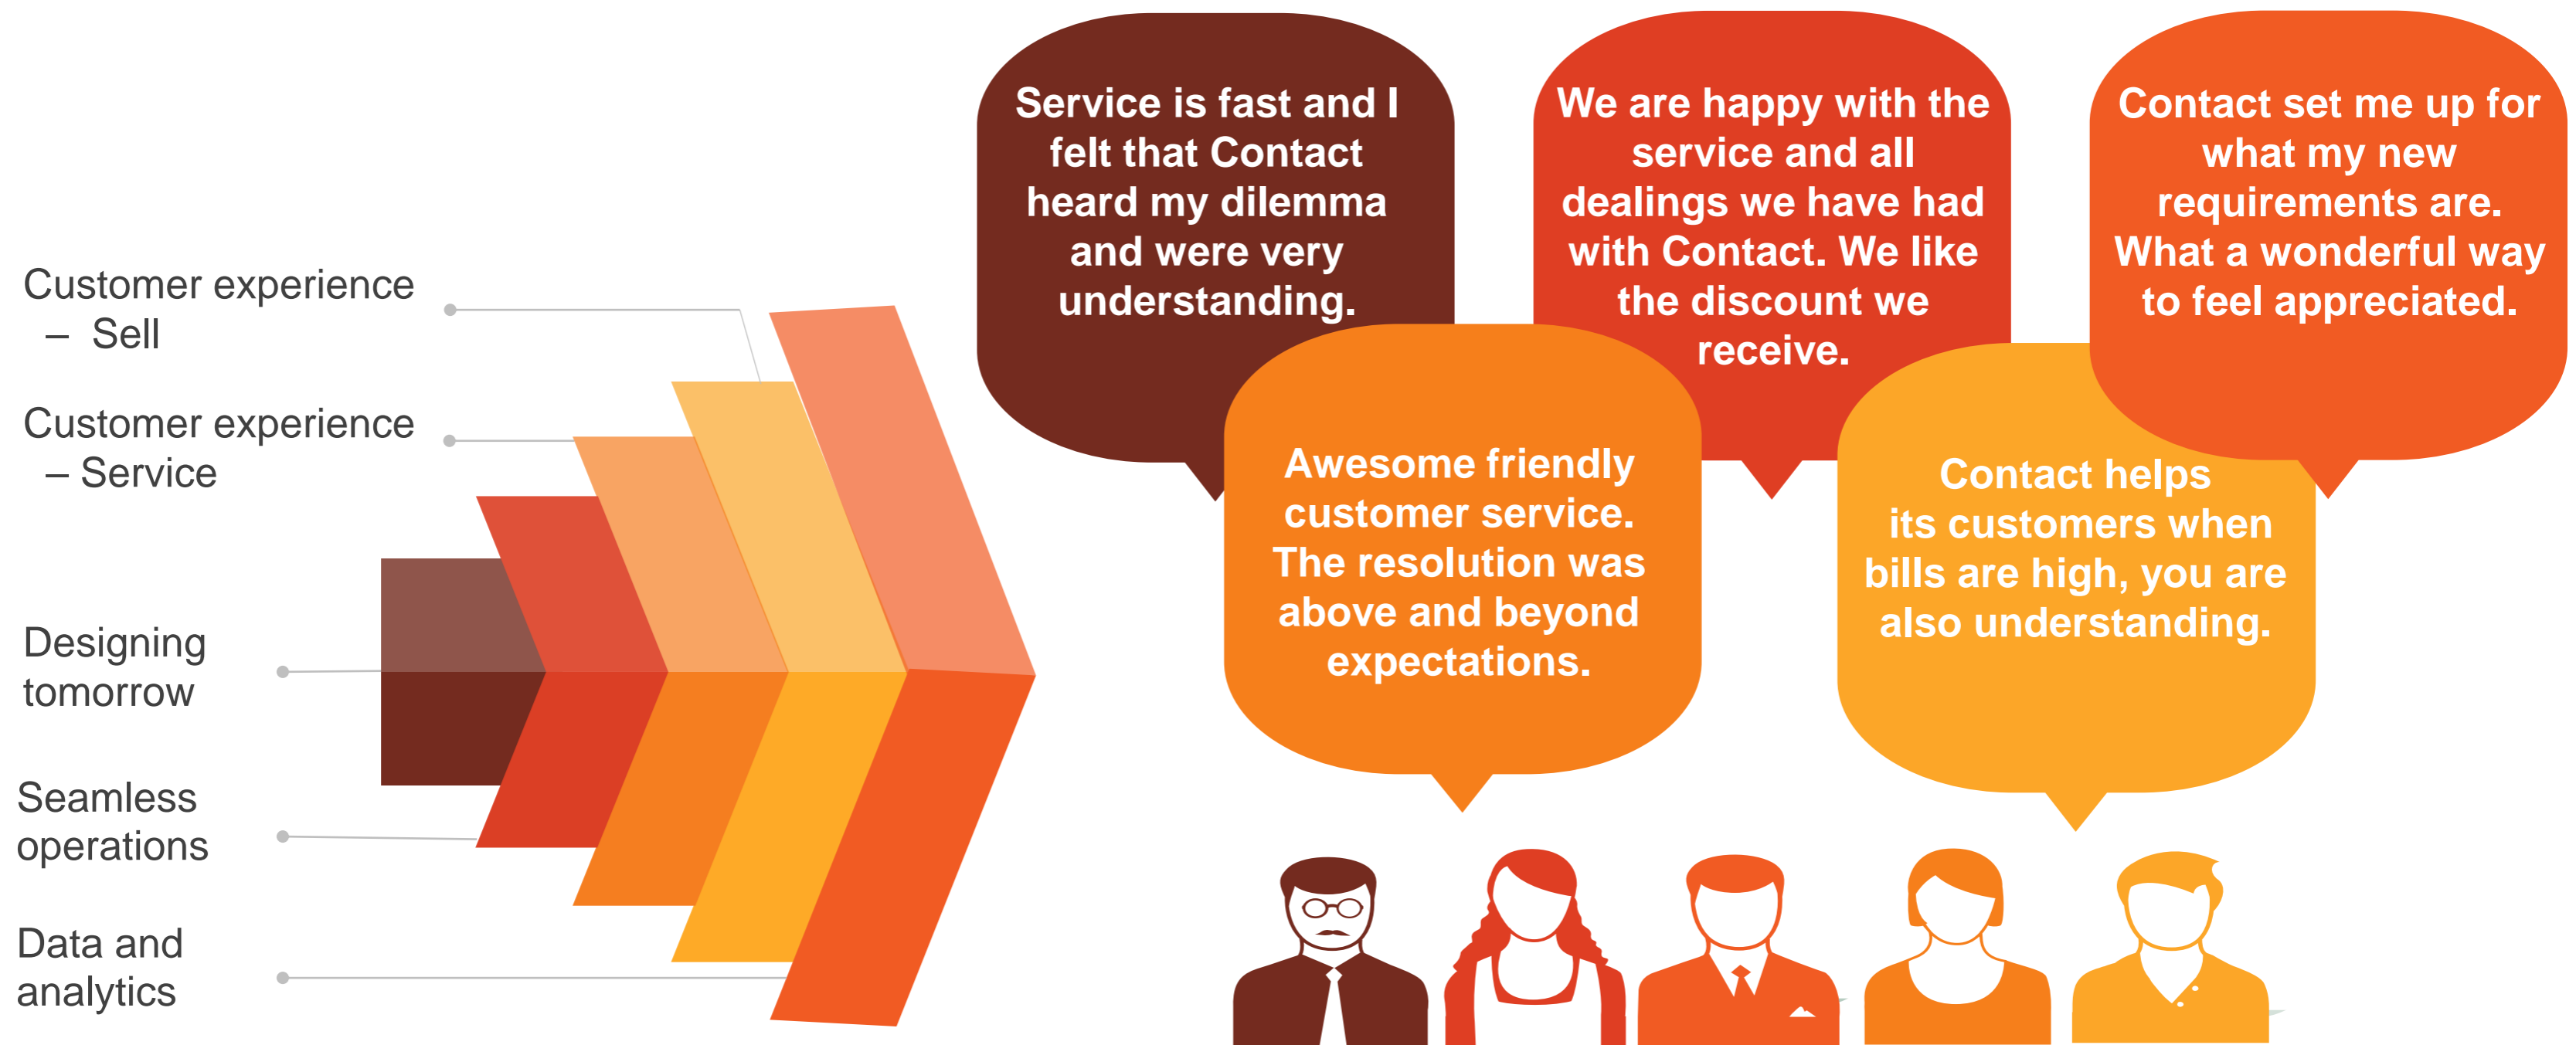 Customer experience
– Sell
Customer experience
– Service
Designing
tomorrow
Seamless
operations
Data and
analytics
Service is fast and I
felt that Contact
heard my dilemma
and were very
understanding.
We are happy with the
service and all
dealings we have had
with Contact. We like
the discount we
receive.
Contact set me up for
what my new
requirements are.
What a wonderful way
to feel appreciated.
Awesome friendly
customer service.
The resolution was
above and beyond
expectations.
Contact helps
its customers when
bills are high, you are
also understanding.